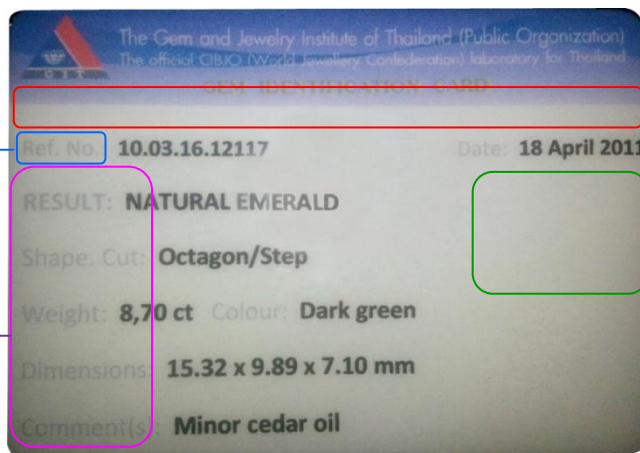 The Gem and Jewelry Institute of Thailand (Public Organization)
The official CIBJO (World Jewellery Confederation) laboratory for Thailand
GIT
GEM IDENTIFICATION CARD
Ref. No.: 10.03.16.12117 Date: 18 April 2011
RESULT: NATURAL EMERALD
Shape. Cut: Octagon/Step
Weight: 8,70 ct Colour: Dark green
Dimensions: 15.32 x 9.89 x 7.10 mm
Comment(s): Minor cedar oil